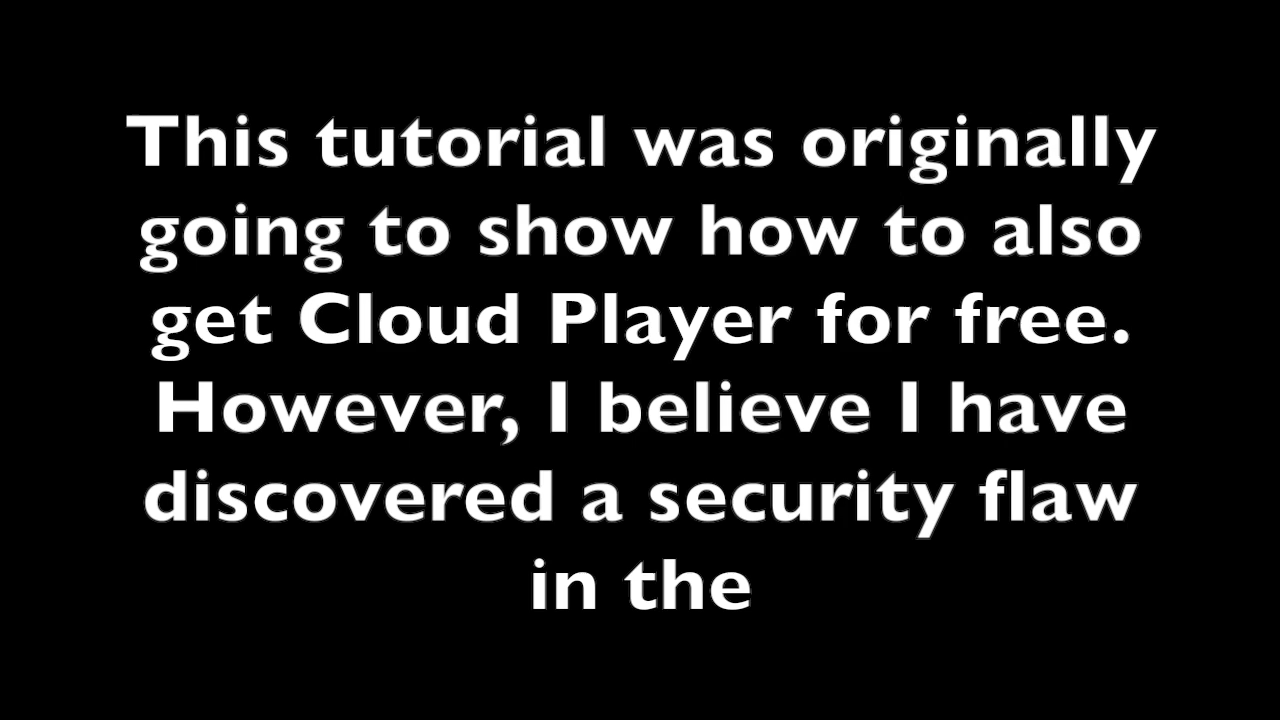 This tutorial was originally
going to show how to also
get Cloud Player for free.
However, I believe I have
discovered a security flaw
in the